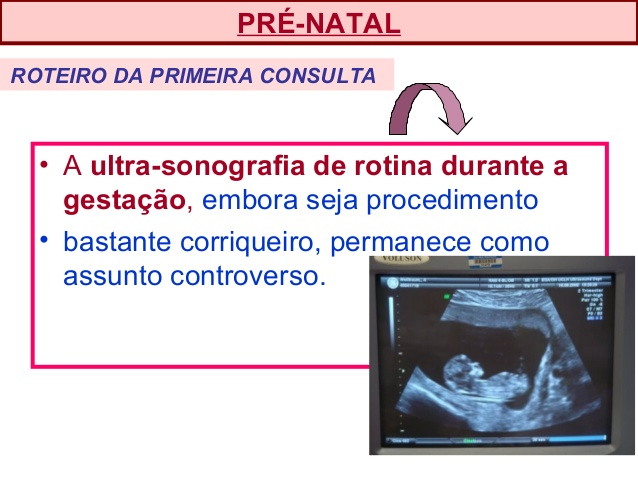 PRÉ-NATAL
ROTEIRO DA PRIMEIRA CONSULTA
• A ultra-sonografia de rotina durante a
gestação, embora seja procedimento
• bastante corriqueiro, permanece como
assunto controverso.
VOLUSON